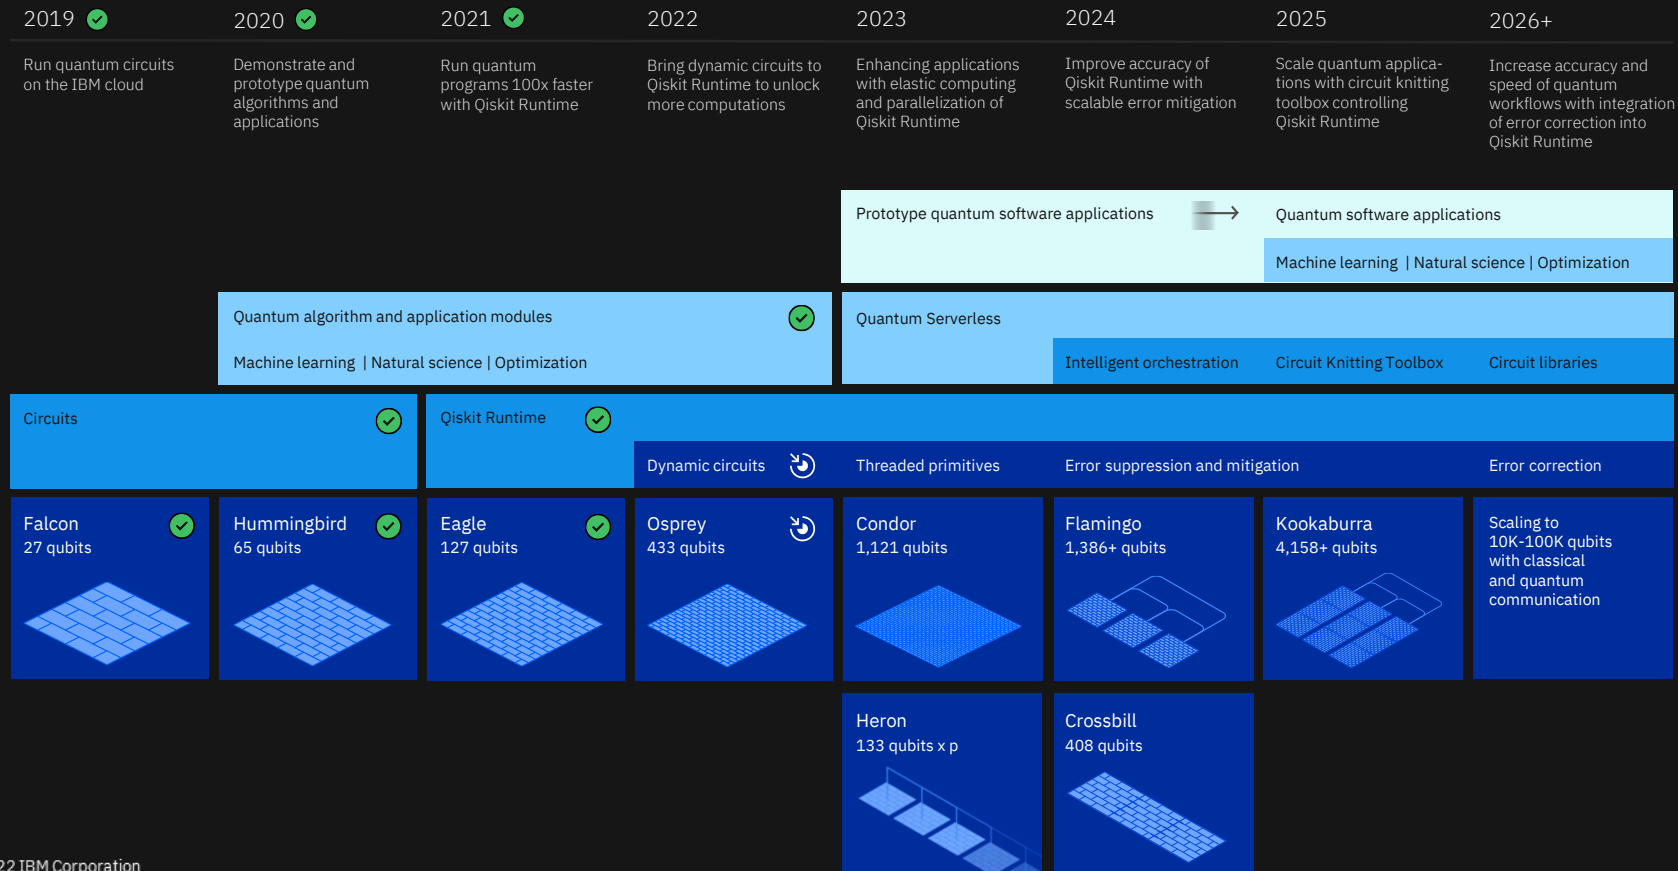 2019
Run quantum circuits
on the IBM cloud
2020
Demonstrate and
prototype quantum
algorithms and
applications
2021
Run quantum
programs 100x faster
with Qiskit Runtime
2022
Bring dynamic circuits to
Qiskit Runtime to unlock
more computations
2023
Enhancing applications
with elastic computing
and parallelization of
Qiskit Runtime
2024
Improve accuracy of
Qiskit Runtime with
scalable error mitigation
2025
Scale quantum applica-
tions with circuit knitting
toolbox controlling
Qiskit Runtime
2026+
Increase accuracy and
speed of quantum
workflows with integration
of error correction into
Qiskit Runtime
Prototype quantum software applications
Quantum software applications
Machine learning | Natural science | Optimization
Quantum algorithm and application modules
Machine learning | Natural science | Optimization
Quantum Serverless
Intelligent orchestration
Circuit Knitting Toolbox
Circuit libraries
Circuits
Qiskit Runtime
Dynamic circuits
Threaded primitives
Error suppression and mitigation
Error correction
Falcon
27 qubits
Hummingbird
65 qubits
Eagle
127 qubits
Osprey
433 qubits
Condor
1,121 qubits
Flamingo
1,386+ qubits
Kookaburra
4,158+ qubits
Scaling to
10K-100K qubits
with classical
and quantum
communication
Heron
133 qubits x p
Crossbill
408 qubits
22 IBM Corporation